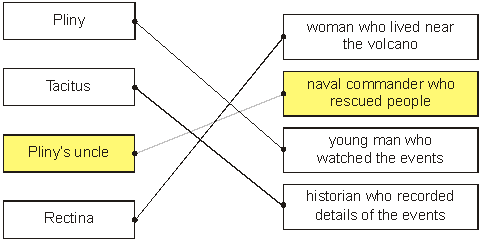 Pliny
Tacitus
Pliny's uncle
Rectina
woman who lived near
the volcano
naval commander who
rescued people
young man who
watched the events
historian who recorded
details of the events